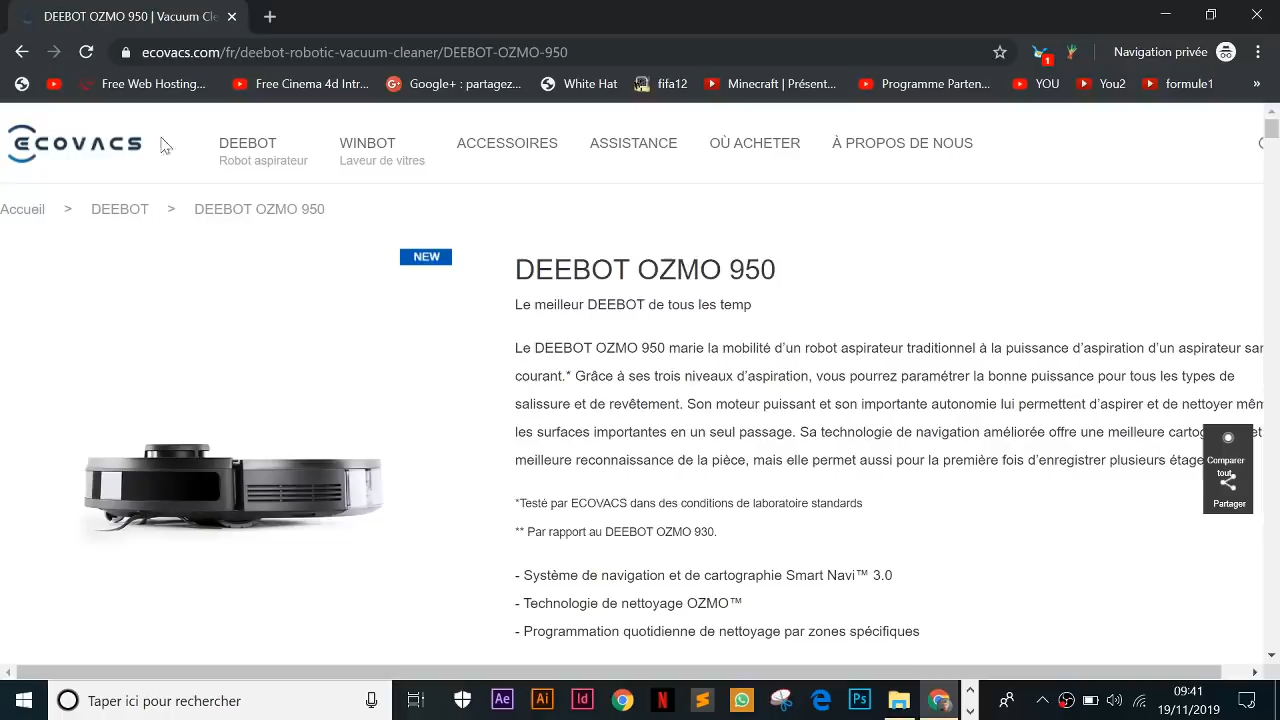 DEEBOT OZMO 950 | Vacuum Cle
ecovacs.com/fr/deebot-robotic-vacuum-cleaner/DEEBOT-OZMO-950
1
Navigation privée
Free Web Hosting...
Free Cinema 4d Intr...
Google+ : partagez...
White Hat
fifa12
Minecraft | Présent...
Programme Parten...
YOU
You2
formule1
»
ECOVACS
DEEBOT
Robot aspirateur
WINBOT
Laveur de vitres
ACCESSOIRES
ASSISTANCE
OÙ ACHETER
À PROPOS DE NOUS
Accueil > DEEBOT > DEEBOT OZMO 950
NEW
DEEBOT OZMO 950
Le meilleur DEEBOT de tous les temp
Le DEEBOT OZMO 950 marie la mobilité d'un robot aspirateur traditionnel à la puissance d'aspiration d'un aspirateur san
courant.* Grâce à ses trois niveaux d'aspiration, vous pourrez paramétrer la bonne puissance pour tous les types de
salissure et de revêtement. Son moteur puissant et son importante autonomie lui permettent d'aspirer et de nettoyer mêm
les surfaces importantes en un seul passage. Sa technologie de navigation améliorée offre une meilleure cartog et
meilleure reconnaissance de la pièce, mais elle permet aussi pour la première fois d'enregistrer plusieurs étage
Comparer
tout
Partager
*Testé par ECOVACS dans des conditions de laboratoire standards
** Par rapport au DEEBOT OZMO 930.
- Système de navigation et de cartographie Smart Navi™ 3.0
- Technologie de nettoyage OZMO™
- Programmation quotidienne de nettoyage par zones spécifiques
Taper ici pour rechercher
Ae
Ai
Id
N
Ps
09:41
19/11/2019